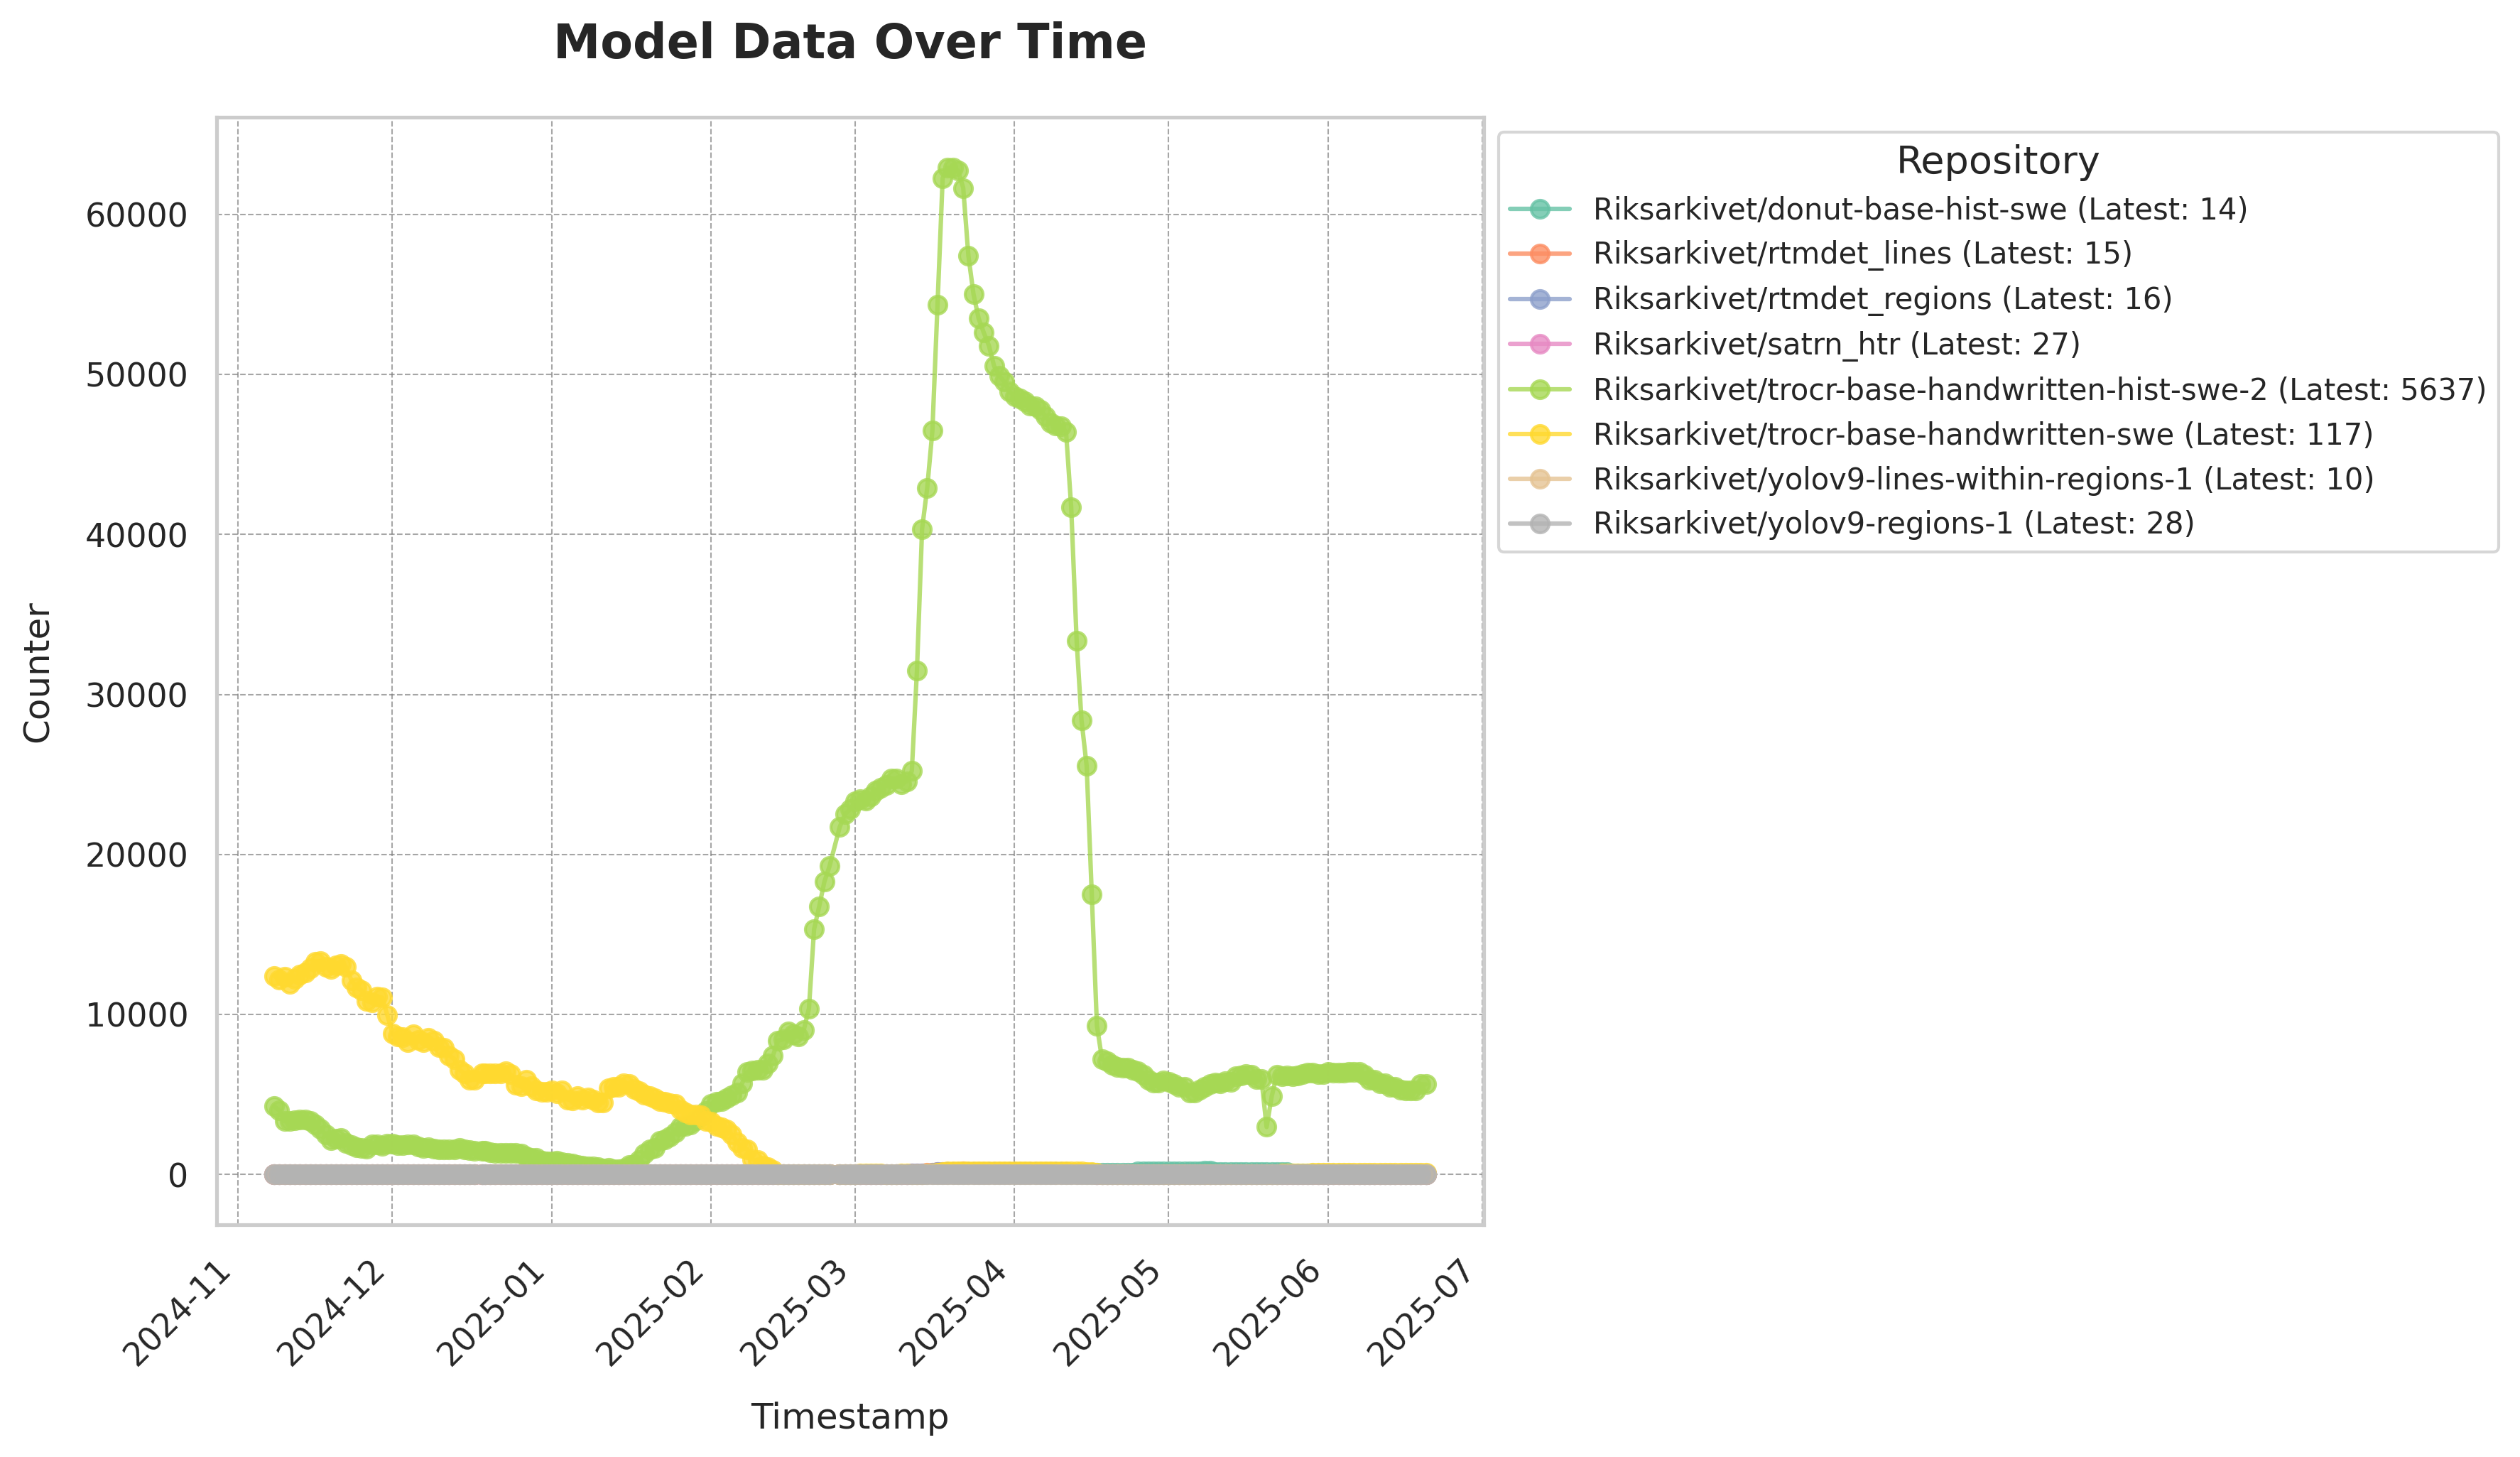 Model Data Over Time
Counter
60000
50000
40000
30000
20000
10000
0
2024-11
2024-12
2025-01
2025-02
2025-03
2025-04
2025-05
2025-06
2025-07
Timestamp
Repository
Riksarkivet/donut-base-hist-swe (Latest: 14)
Riksarkivet/rtmdet_lines (Latest: 15)
Riksarkivet/rtmdet_regions (Latest: 16)
Riksarkivet/satrn_htr (Latest: 27)
Riksarkivet/trocr-base-handwritten-hist-swe-2 (Latest: 5637)
Riksarkivet/trocr-base-handwritten-swe (Latest: 117)
Riksarkivet/yolov9-lines-within-regions-1 (Latest: 10)
Riksarkivet/yolov9-regions-1 (Latest: 28)